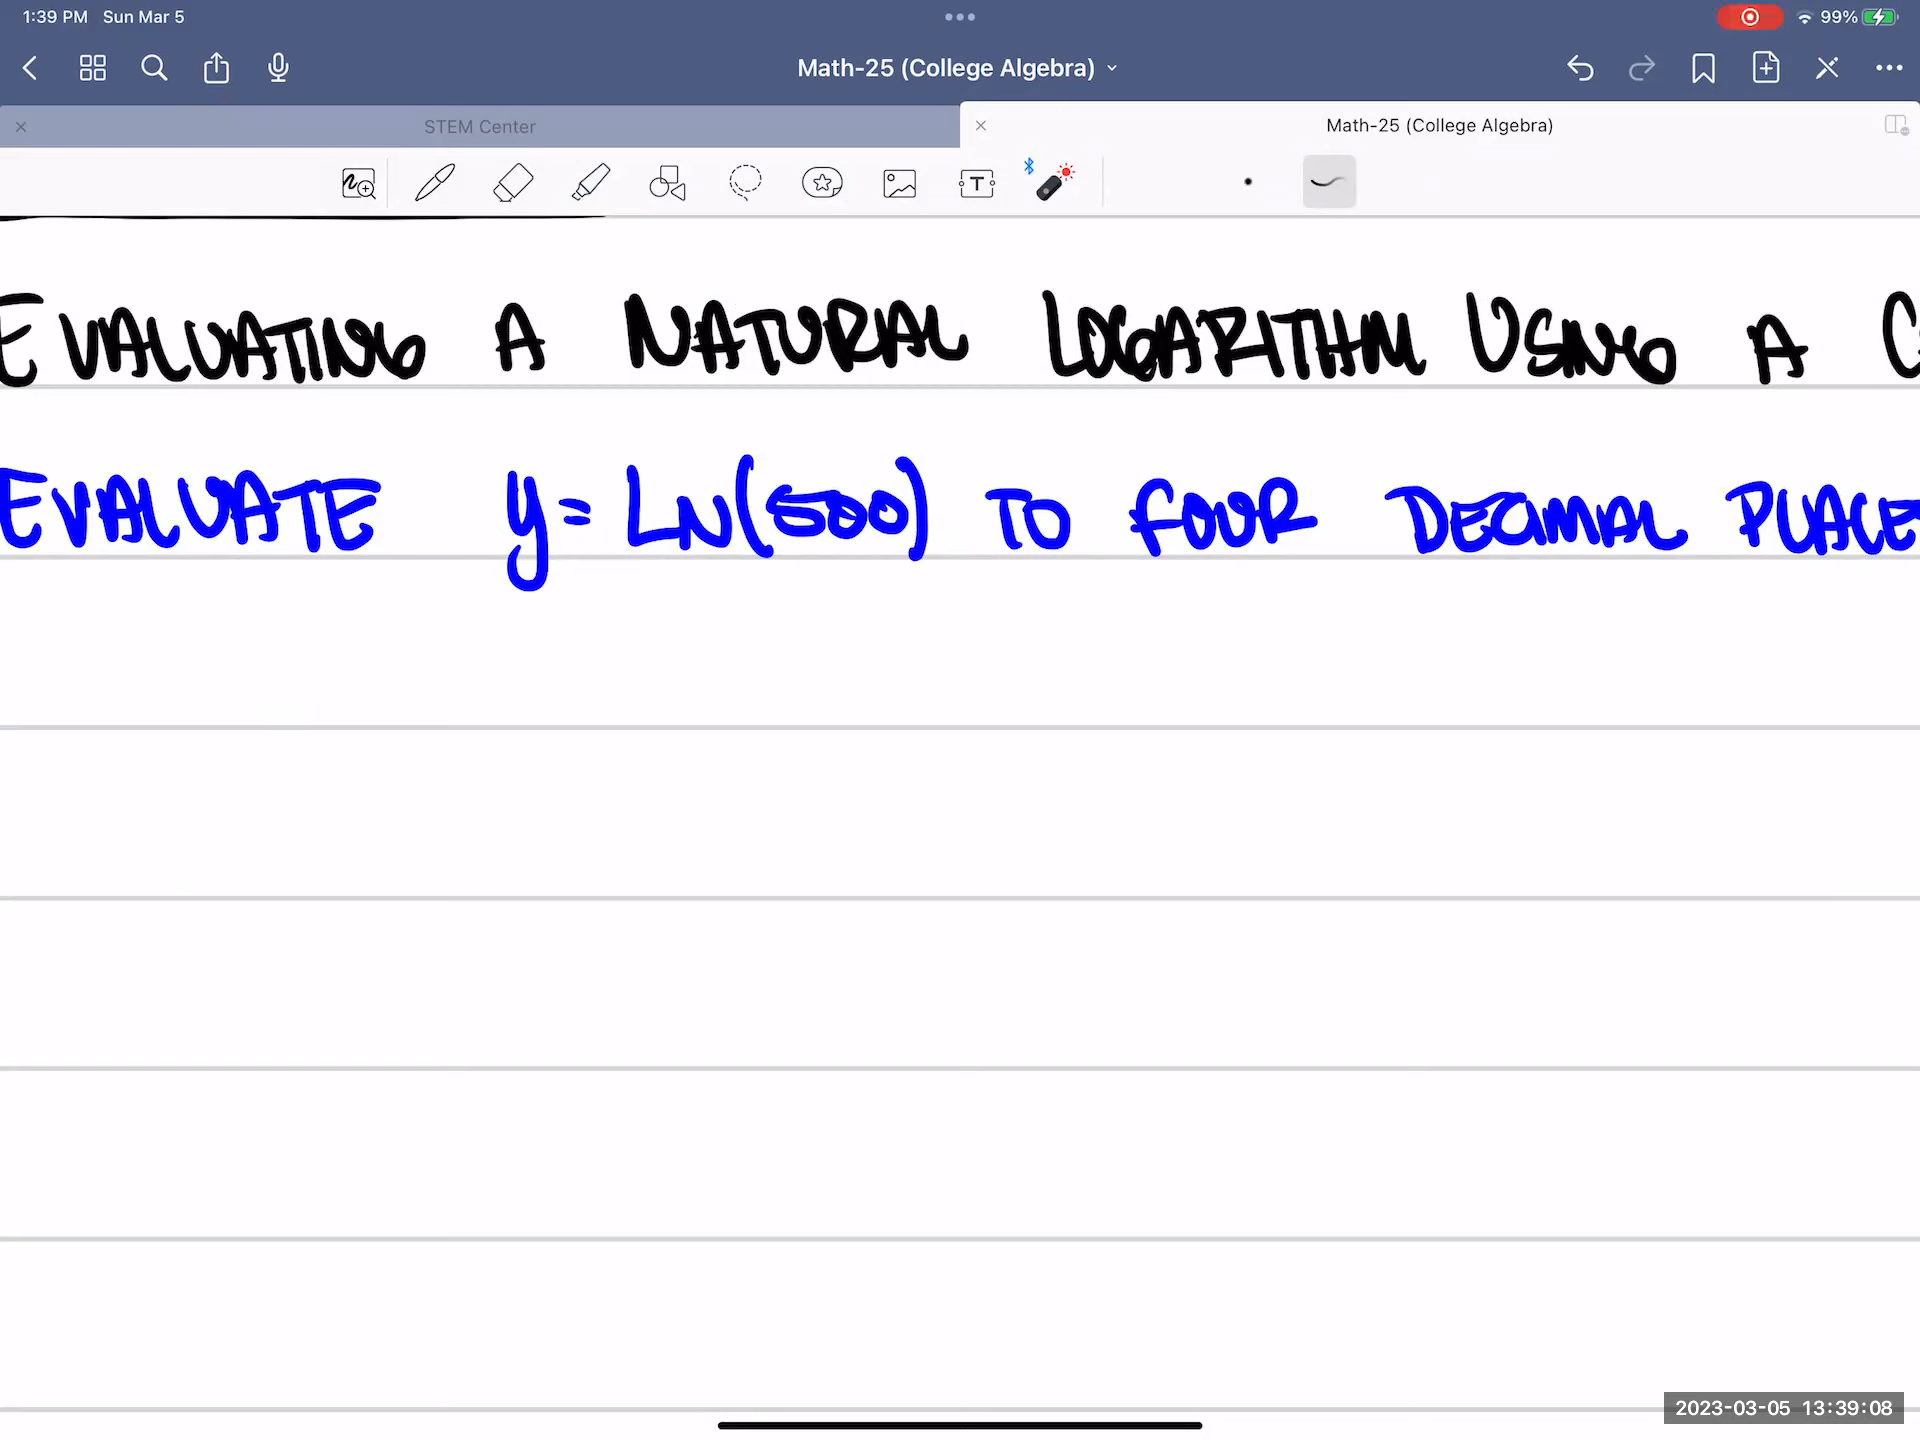 1:39 PM Sun Mar 5
99%
Math-25 (College Algebra)
STEM Center
Math-25 (College Algebra)
T
EVALUATING A NATURAL LOGARITHM USING A
EVALUATE y = LN(500) TO FOUR DECIMAL PLACE
2023-03-05 13:39:08